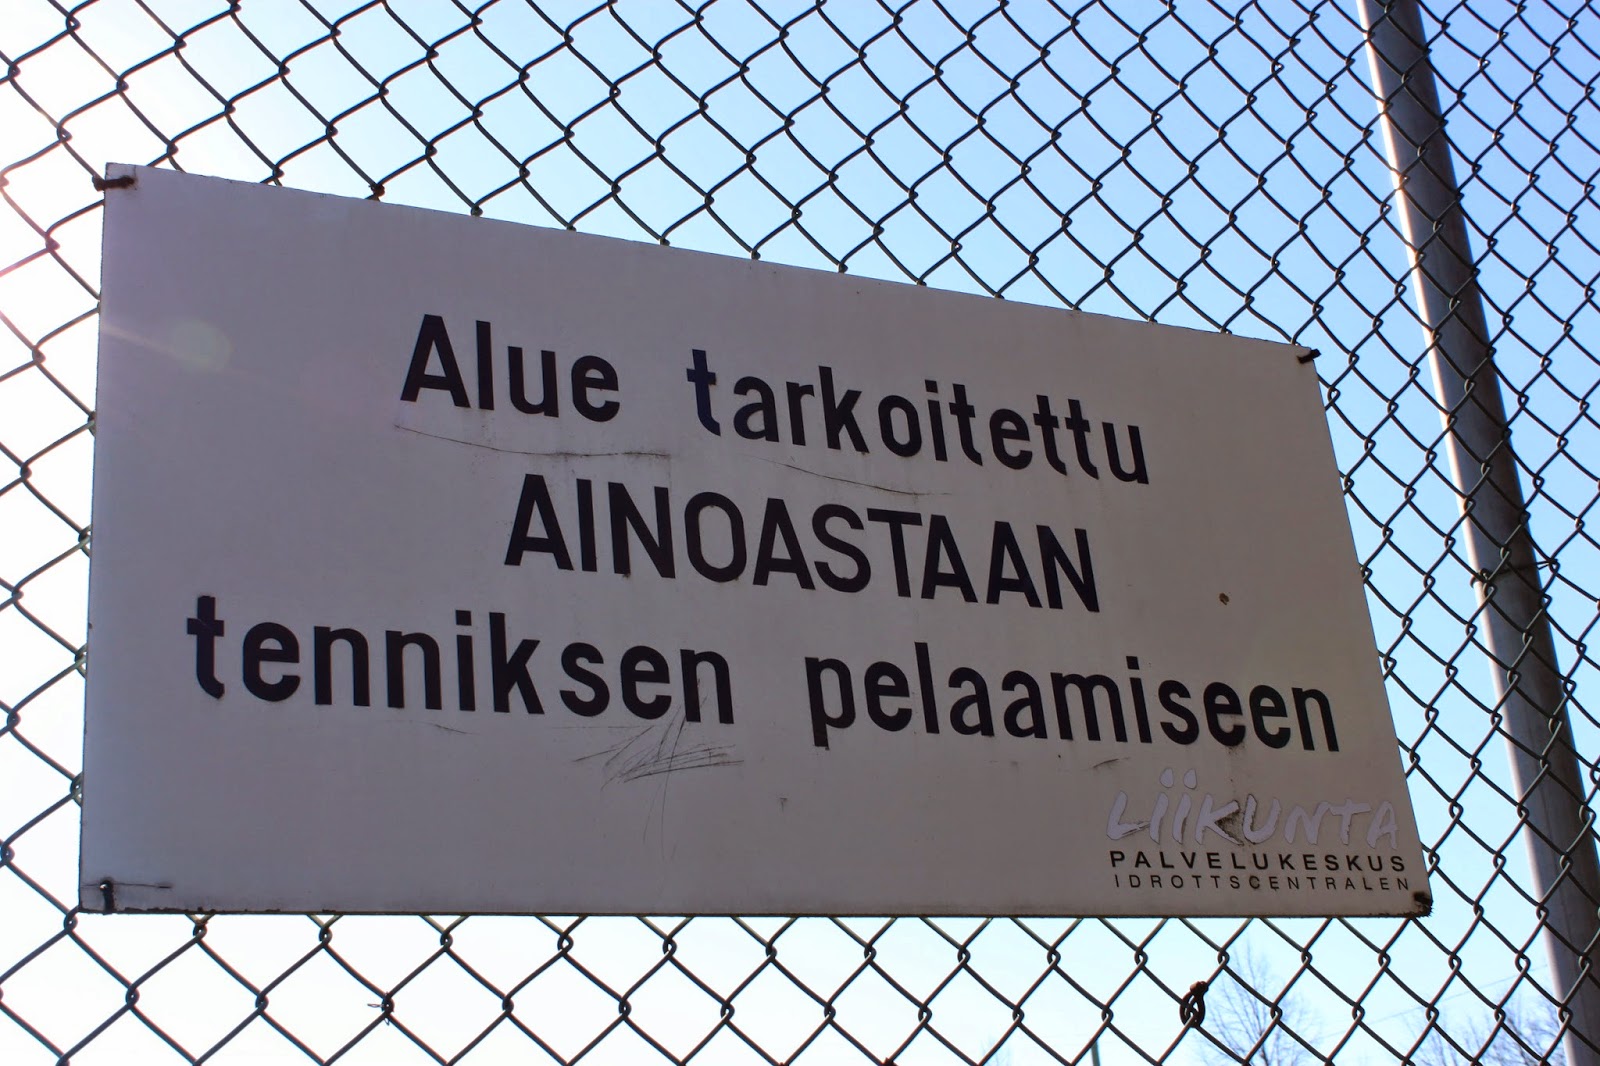 Alue tarkoitettu
AINOASTAAN
tenniksen pelaamiseen
LiiKUNTA
PALVELUKESKUS
IDROTTSCENTRALEN